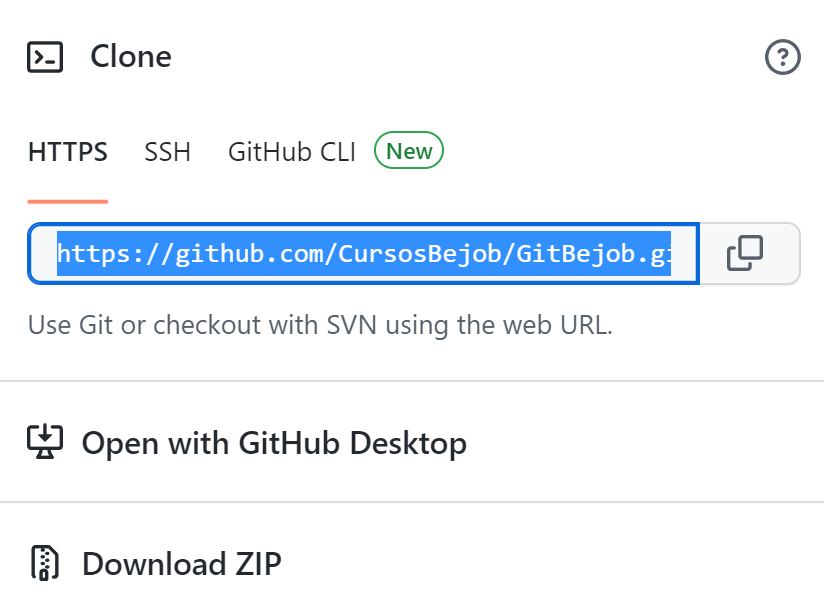 Clone
HTTPS SSH GitHub CLI New
https://github.com/CursosBejob/GitBejob.gi
Use Git or checkout with SVN using the web URL.
Open with GitHub Desktop
Download ZIP